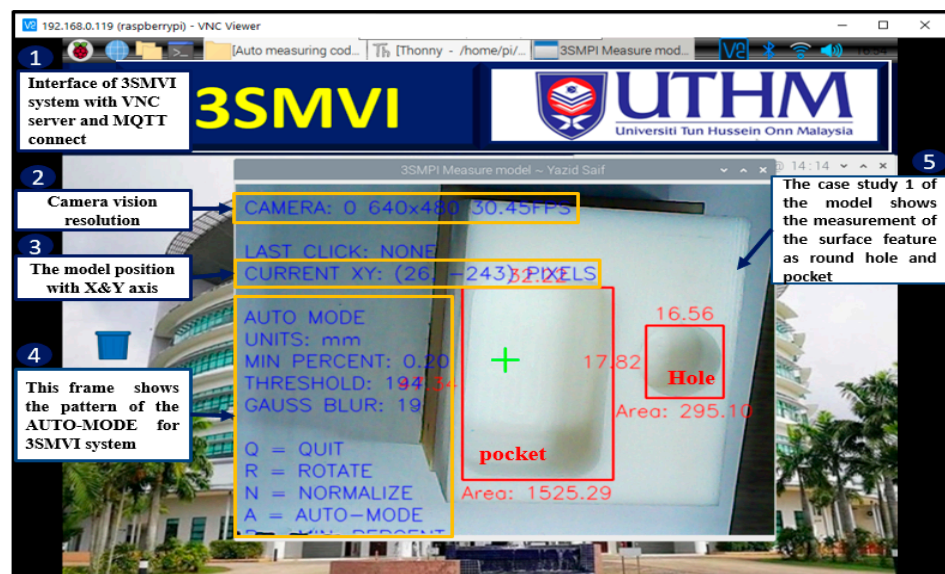 192.168.0.119 (raspberrypi) - VNC Viewer
[Auto measuring cod...
[Thonny - /home/pi/...
3SMPI Measure mod...
1
Interface of 3SMVI
system with VNC
server and MQTT
connect
3SMVI
UTHM
Universiti Tun Hussein Onn Malaysia
14:14
3SMPI Measure model ~ Yazid Saif
2
Camera vision
resolution
3
The model position
with X&Y axis
4
This frame shows
the pattern of the
AUTO-MODE for
3SMVI system
CAMERA: 0 640x480 30.45FPS
LAST CLICK: NONE
CURRENT XY: (26, -243) PIXELS
AUTO MODE
UNITS: mm
MIN PERCENT: 0.20
THRESHOLD: 194
GAUSS BLUR: 19
Q = QUIT
R = ROTATE
N = NORMALIZE
A = AUTO-MODE
32.22
pocket
Area: 1525.29
16.56
17.82
Hole
Area: 295.10
5
The case study 1 of
the model shows
the measurement of
the surface feature
as round hole and
pocket